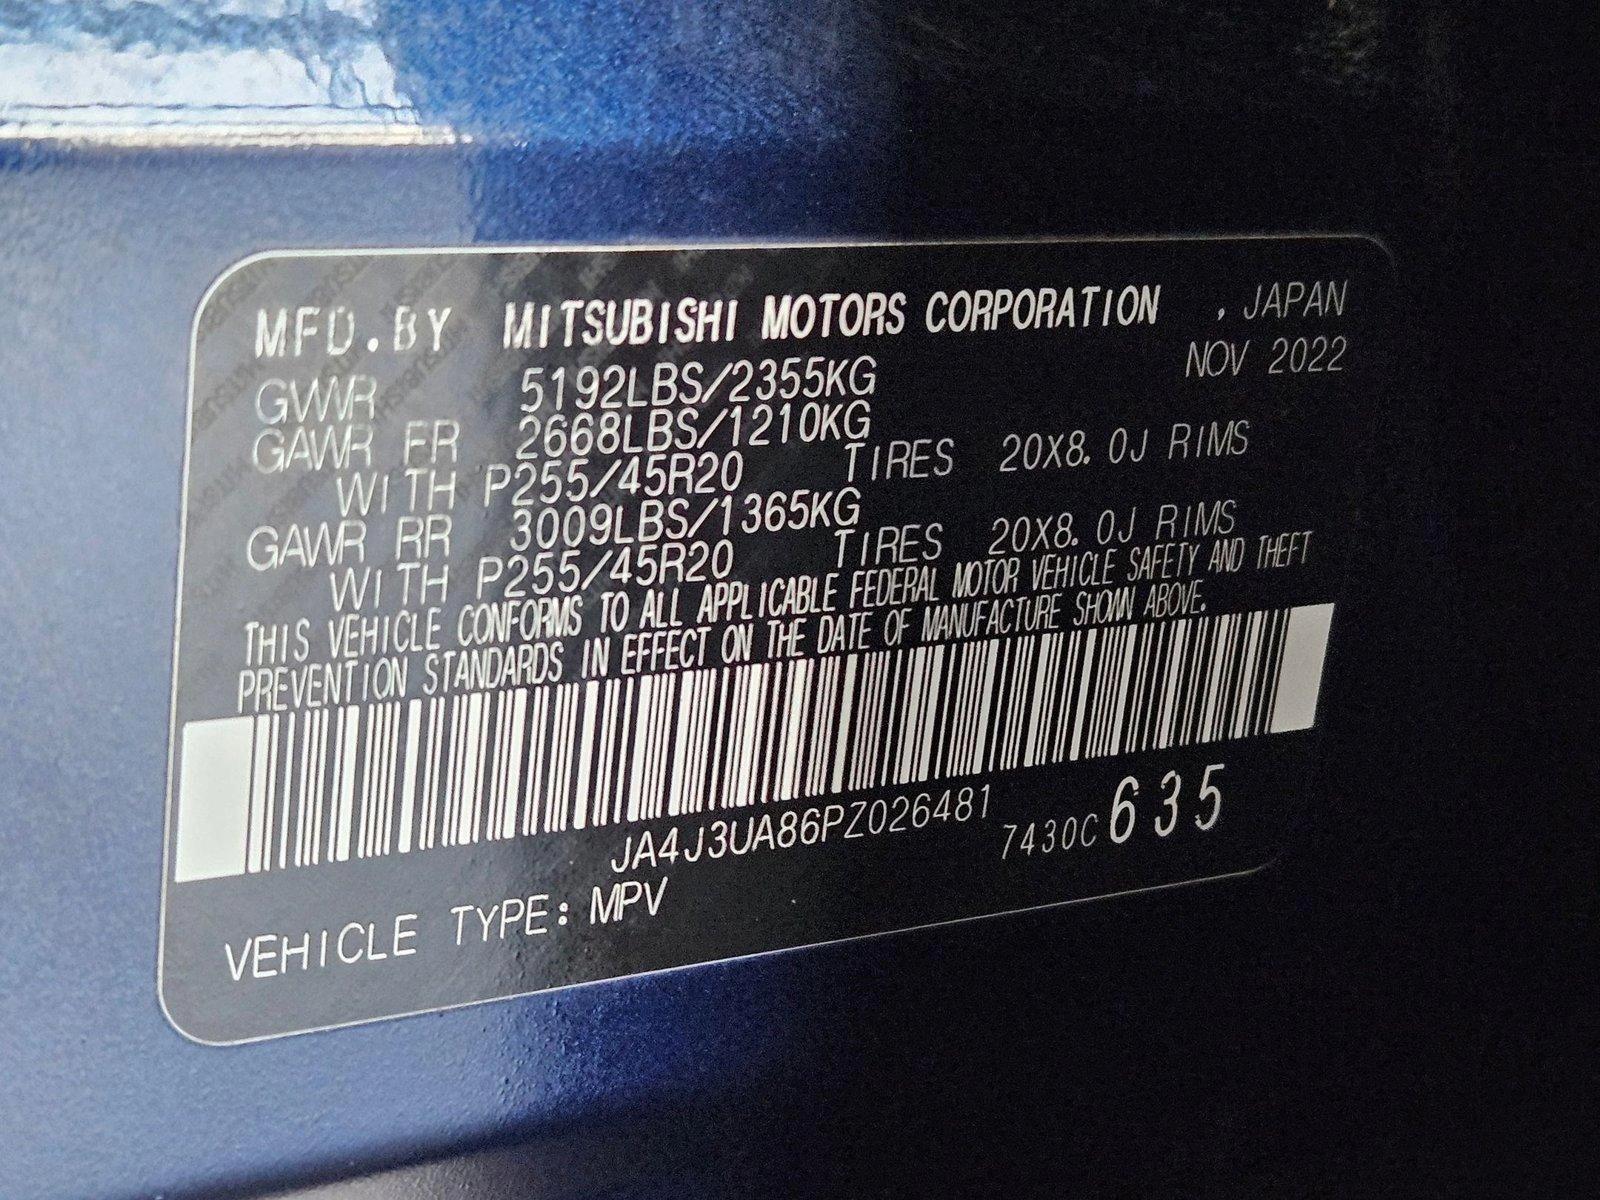 MFD.BY MITSUBISHI MOTORS CORPORATION , JAPAN
NOV 2022
GVWR 5192LBS/2355KG
GAWR FR 2668LBS/1210KG
WITH P255/45R20 TIRES 20X8.0J RIMS
GAWR RR 3009LBS/1365KG
WITH P255/45R20 TIRES 20X8.0J RIMS
THIS VEHICLE CONFORMS TO ALL APPLICABLE FEDERAL MOTOR VEHICLE SAFETY AND THEFT
PREVENTION STANDARDS IN EFFECT ON THE DATE OF MANUFACTURE SHOWN ABOVE.
JA4J3UA86PZ026481 7430C635
VEHICLE TYPE: MPV